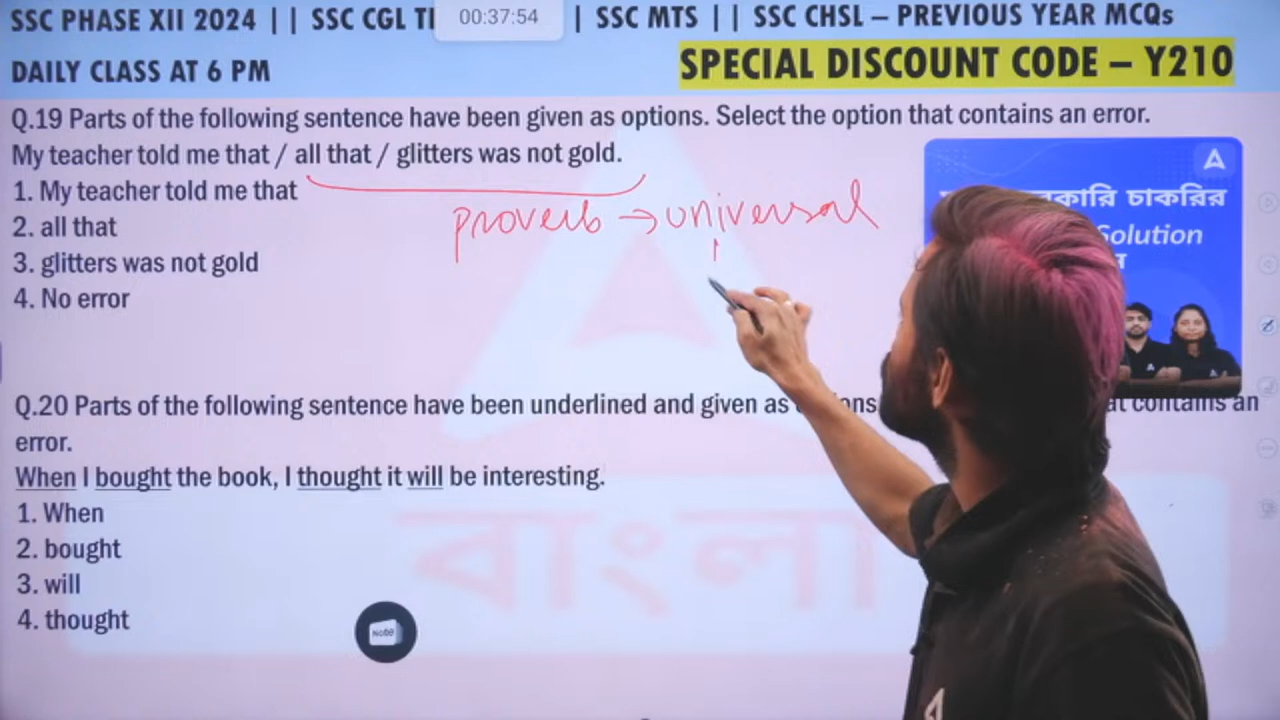 SSC PHASE XII 2024 || SSC CGL TI
00:37:54
| SSC MTS || SSC CHSL – PREVIOUS YEAR MCQs
DAILY CLASS AT 6 PM
SPECIAL DISCOUNT CODE – Y210
Q.19 Parts of the following sentence have been given as options. Select the option that contains an error.
My teacher told me that / all that / glitters was not gold.
1. My teacher told me that
proverb → universal
2. all that
3. glitters was not gold
4. No error
কারি চাকরির
Solution
Q.20 Parts of the following sentence have been underlined and given as
at contains an
error.
When I bought the book, I thought it will be interesting.
1. When
2. bought
3. will
4. thought
Note
বাংলা